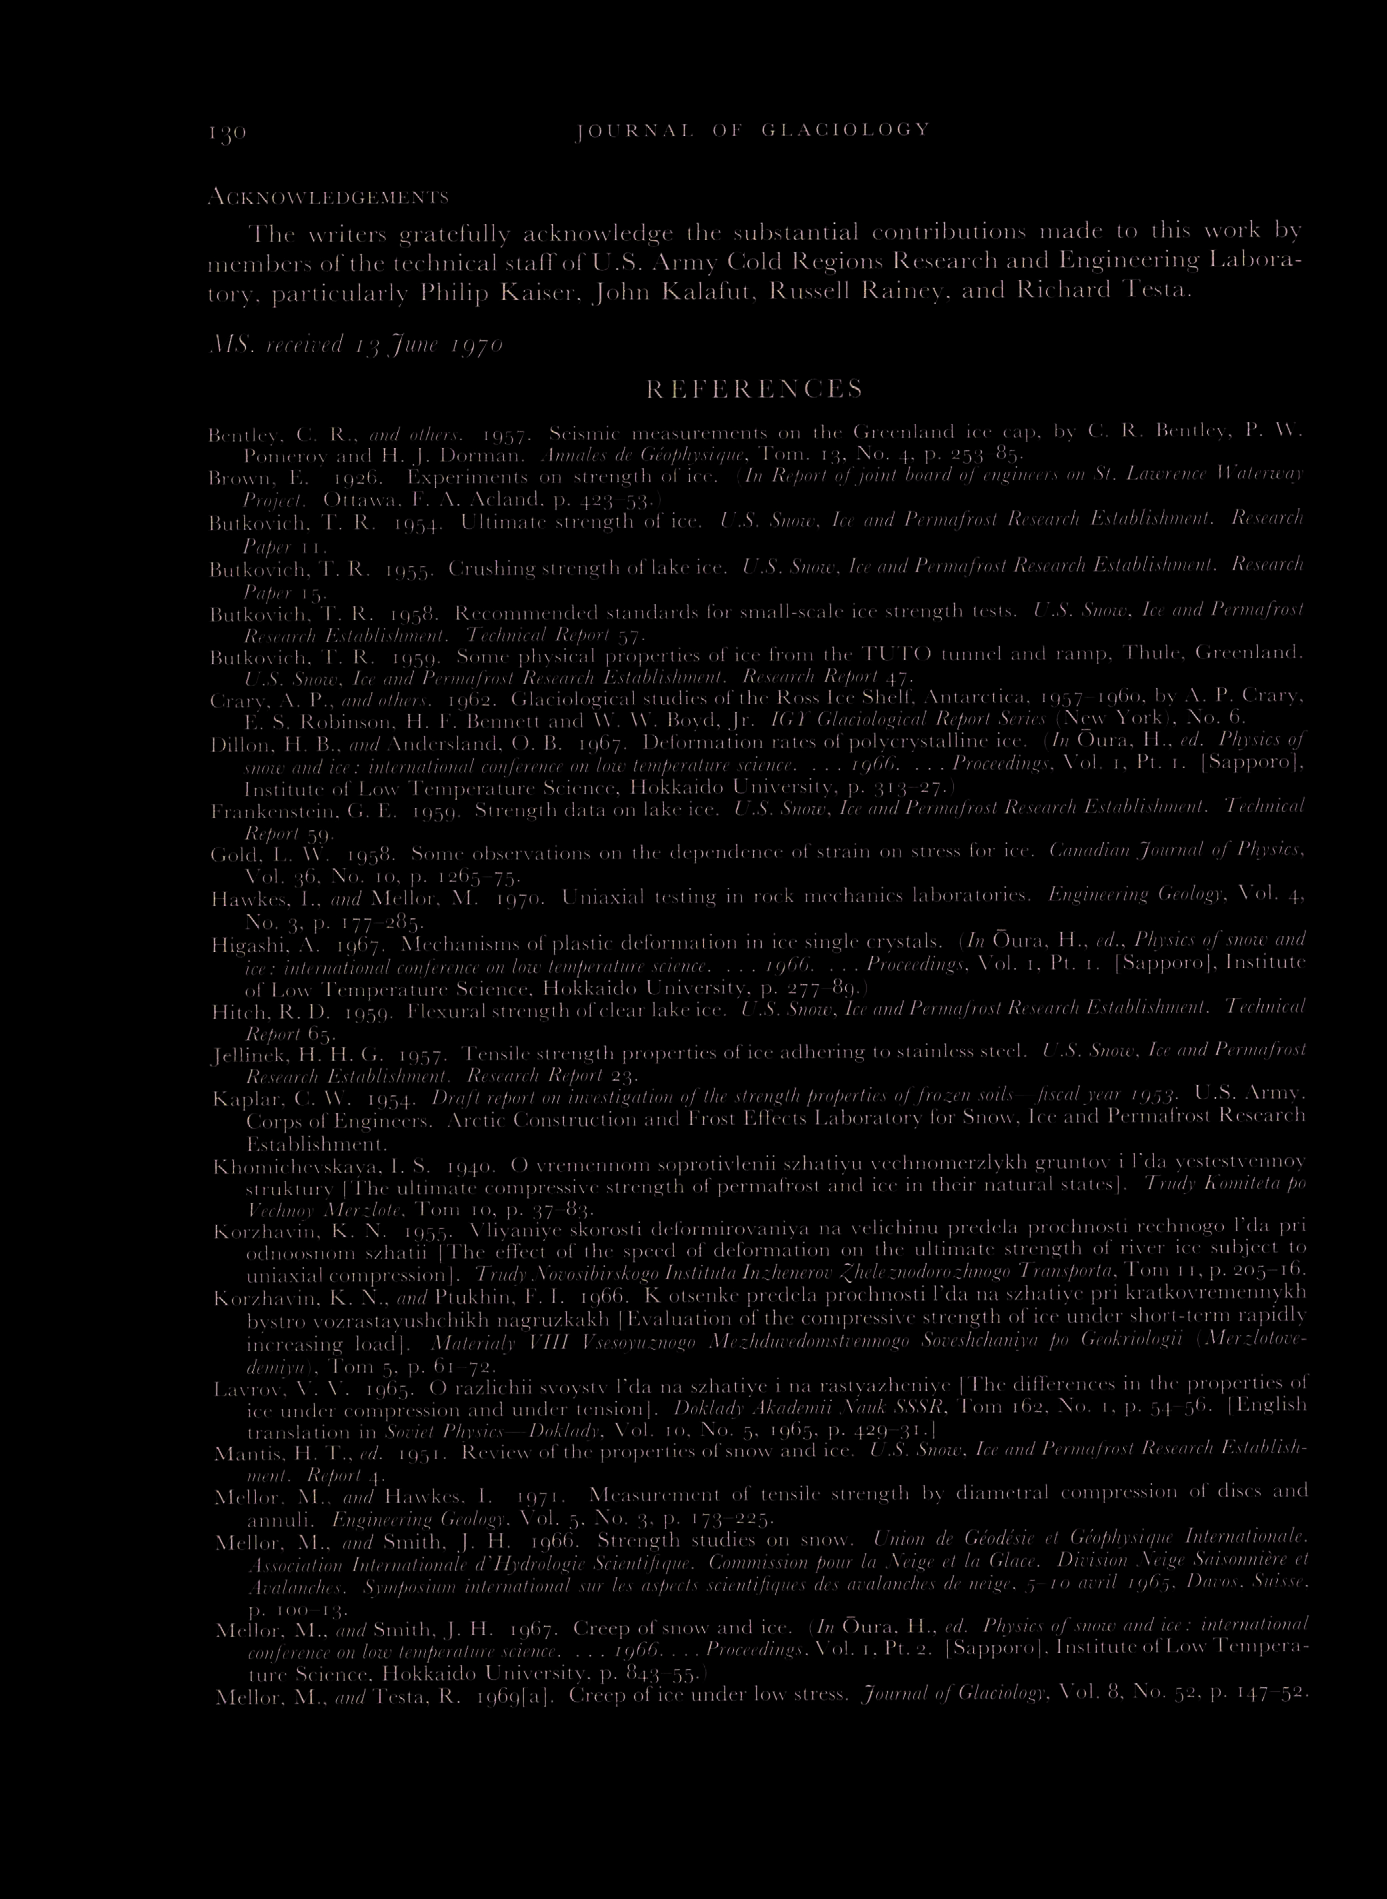 130 JOURNAL OF GLACIOLOGY
ACKNOWLEDGEMENTS
The writers gratefully acknowledge the substantial contributions made to this work by
members of the technical staff of U.S. Army Cold Regions Research and Engineering Labora-
tory, particularly Philip Kaiser, John Kalafut, Russell Rainey, and Richard Testa.
MS. received 13 June 1970
REFERENCES
Bentley, C. R., and others. 1957. Seismic measurements on the Greenland ice cap, by C. R. Bentley, P. W.
Pomeroy and H. J. Dorman. Annales de Géophysique, Tom. 13, No. 4, p. 253–85.
Brown, E. 1926. Experiments on strength of ice. (In Report of joint board of engineers on St. Lawrence Waterway
Project. Ottawa, F. A. Acland, p. 423–53.)
Butkovich, T. R. 1954. Ultimate strength of ice. U.S. Snow, Ice and Permafrost Research Establishment. Research
Paper 11.
Butkovich, T. R. 1955. Crushing strength of lake ice. U.S. Snow, Ice and Permafrost Research Establishment. Research
Paper 15.
Butkovich, T. R. 1958. Recommended standards for small-scale ice strength tests. U.S. Snow, Ice and Permafrost
Research Establishment. Technical Report 57.
Butkovich, T. R. 1959. Some physical properties of ice from the TUTO tunnel and ramp, Thule, Greenland.
U.S. Snow, Ice and Permafrost Research Establishment. Research Report 47.
Crary, A. P., and others. 1962. Glaciological studies of the Ross Ice Shelf, Antarctica, 1957–1960, by A. P. Crary,
E. S. Robinson, H. F. Bennett and W. W. Boyd, Jr. IGY Glaciological Report Series (New York), No. 6.
Dillon, H. B., and Andersland, O. B. 1967. Deformation rates of polycrystalline ice. (In Ōura, H., ed. Physics of
snow and ice: international conference on low temperature science. . . . 1966. . . . Proceedings, Vol. 1, Pt. 1. [Sapporo],
Institute of Low Temperature Science, Hokkaido University, p. 313–27.)
Frankenstein, G. E. 1959. Strength data on lake ice. U.S. Snow, Ice and Permafrost Research Establishment. Technical
Report 59.
Gold, L. W. 1958. Some observations on the dependence of strain on stress for ice. Canadian Journal of Physics,
Vol. 36, No. 10, p. 1265–75.
Hawkes, I., and Mellor, M. 1970. Uniaxial testing in rock mechanics laboratories. Engineering Geology, Vol. 4,
No. 3, p. 177–285.
Higashi, A. 1967. Mechanisms of plastic deformation in ice single crystals. (In Ōura, H., ed., Physics of snow and
ice: international conference on low temperature science. . . . 1966. . . . Proceedings, Vol. 1, Pt. 1. [Sapporo], Institute
of Low Temperature Science, Hokkaido University, p. 277–89.)
Hitch, R. D. 1959. Flexural strength of clear lake ice. U.S. Snow, Ice and Permafrost Research Establishment. Technical
Report 65.
Jellinek, H. H. G. 1957. Tensile strength properties of ice adhering to stainless steel. U.S. Snow, Ice and Permafrost
Research Establishment. Research Report 23.
Kaplar, C. W. 1954. Draft report on investigation of the strength properties of frozen soils—fiscal year 1953. U.S. Army.
Corps of Engineers. Arctic Construction and Frost Effects Laboratory for Snow, Ice and Permafrost Research
Establishment.
Khomichevskaya, I. S. 1940. O vremennom soprotivlenii szhatiyu vechnomerzlykh gruntov i l'da yestestvennoy
struktury [The ultimate compressive strength of permafrost and ice in their natural states]. Trudy Komiteta po
Vechnoy Merzlote, Tom 10, p. 37–83.
Korzhavin, K. N. 1955. Vliyaniye skorosti deformirovaniya na velichinu predela prochnosti rechnogo l'da pri
odnoosnom szhatii [The effect of the speed of deformation on the ultimate strength of river ice subject to
uniaxial compression]. Trudy Novosibirskogo Instituta Inzhenerov Zheleznodorozhnogo Transporta, Tom 11, p. 205–16.
Korzhavin, K. N., and Ptukhin, F. I. 1966. K otsenke predela prochnosti l'da na szhatiye pri kratkovremennykh
bystro vozrastayushchikh nagruzkakh [Evaluation of the compressive strength of ice under short-term rapidly
increasing load]. Materialy VIII Vsesoyuznogo Mezhduvedomstvennogo Soveshchaniya po Geokriologii (Merzlotove-
demiyu), Tom 5, p. 61–72.
Lavrov, V. V. 1965. O razlichii svoystv l'da na szhatiye i na rastyazheniye [The differences in the properties of
ice under compression and under tension]. Doklady Akademii Nauk SSSR, Tom 162, No. 1, p. 54–56. [English
translation in Soviet Physics—Doklady, Vol. 10, No. 5, 1965, p. 429–31.]
Mantis, H. T., ed. 1951. Review of the properties of snow and ice. U.S. Snow, Ice and Permafrost Research Establish-
ment. Report 4.
Mellor, M., and Hawkes, I. 1971. Measurement of tensile strength by diametral compression of discs and
annuli. Engineering Geology, Vol. 5, No. 3, p. 173–225.
Mellor, M., and Smith, J. H. 1966. Strength studies on snow. Union de Géodésie et Géophysique Internationale.
Association Internationale d'Hydrologie Scientifique. Commission pour la Neige et la Glace. Division Neige Saisonnière et
Avalanches. Symposium international sur les aspects scientifiques des avalanches de neige, 5–10 avril 1965, Davos, Suisse,
p. 100–13.
Mellor, M., and Smith, J. H. 1967. Creep of snow and ice. (In Ōura, H., ed. Physics of snow and ice: international
conference on low temperature science. . . . 1966. . . . Proceedings, Vol. 1, Pt. 2. [Sapporo], Institute of Low Tempera-
ture Science, Hokkaido University, p. 843–55.)
Mellor, M., and Testa, R. 1969[a]. Creep of ice under low stress. Journal of Glaciology, Vol. 8, No. 52, p. 147–52.